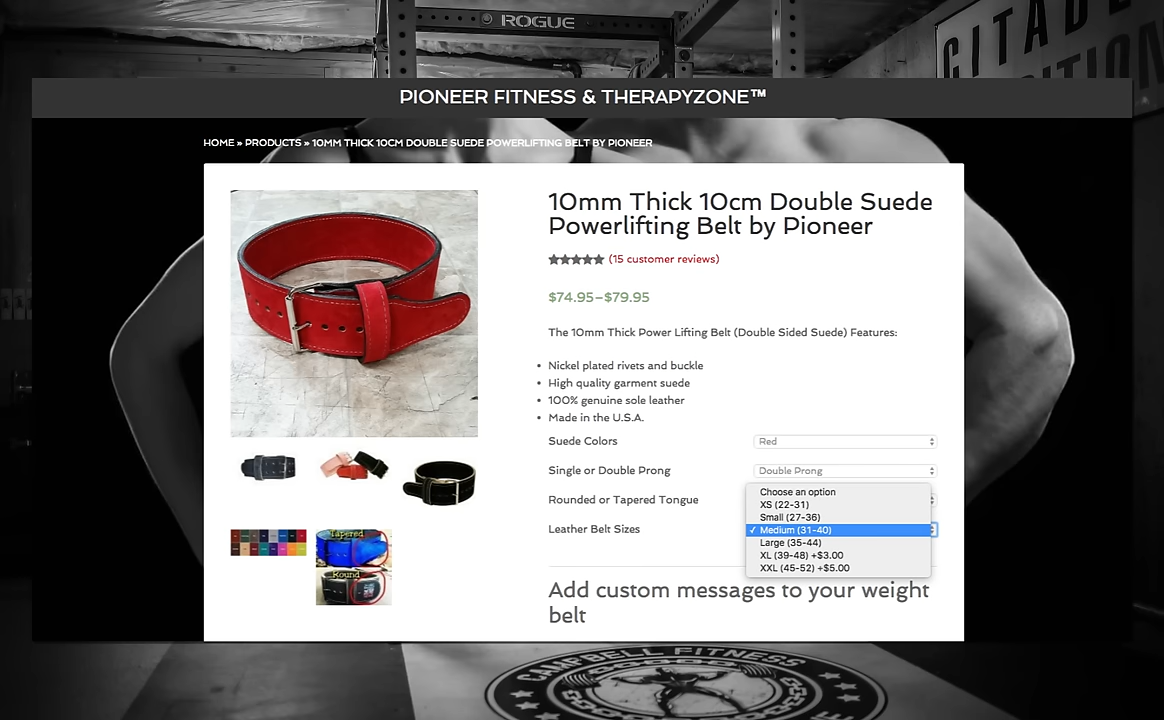 ROGUE
CITADEL
PIONEER FITNESS & THERAPYZONE™
HOME » PRODUCTS » 10MM THICK 10CM DOUBLE SUEDE POWERLIFTING BELT BY PIONEER
10mm Thick 10cm Double Suede
Powerlifting Belt by Pioneer
(15 customer reviews)
$74.95–$79.95
The 10mm Thick Power Lifting Belt (Double Sided Suede) Features:
• Nickel plated rivets and buckle
• High quality garment suede
• 100% genuine sole leather
• Made in the U.S.A.
Suede Colors Red
Single or Double Prong Double Prong
Rounded or Tapered Tongue
Leather Belt Sizes
Choose an option
XS (22-31)
Small (27-36)
✓ Medium (31-40)
Large (35-44)
XL (39-48) +$3.00
XXL (45-52) +$5.00
Tapered
Round
Add custom messages to your weight
belt
CAMPBELL FITNESS